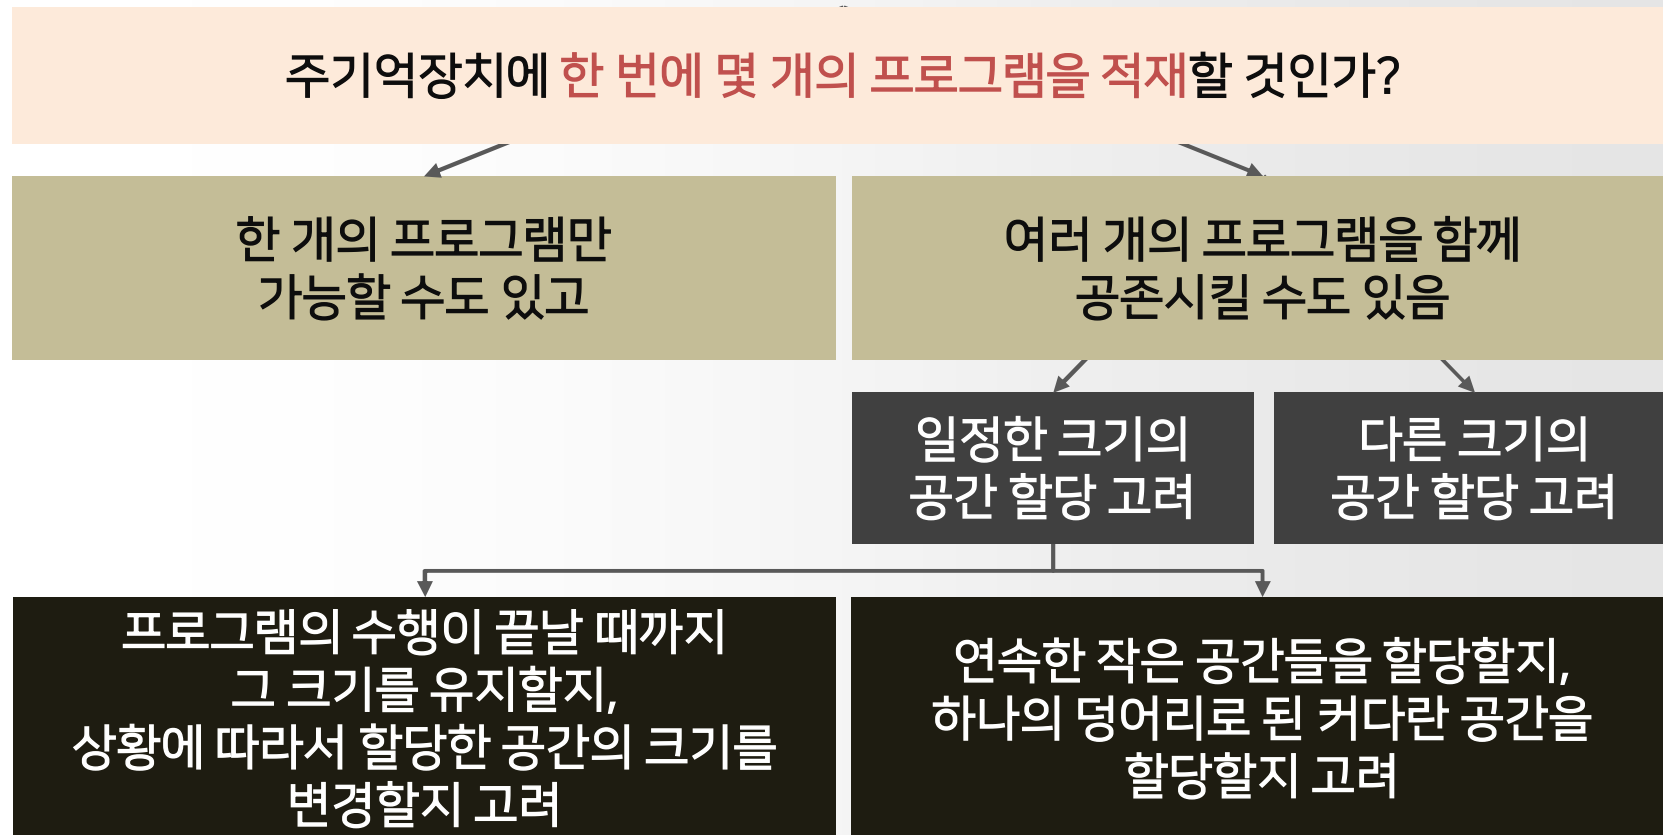 주기억장치에 한 번에 몇 개의 프로그램을 적재할 것인가?
한 개의 프로그램만
가능할 수도 있고
여러 개의 프로그램을 함께
공존시킬 수도 있음
일정한 크기의
공간 할당 고려
다른 크기의
공간 할당 고려
프로그램의 수행이 끝날 때까지
그 크기를 유지할지,
상황에 따라서 할당한 공간의 크기를
변경할지 고려
연속한 작은 공간들을 할당할지,
하나의 덩어리로 된 커다란 공간을
할당할지 고려